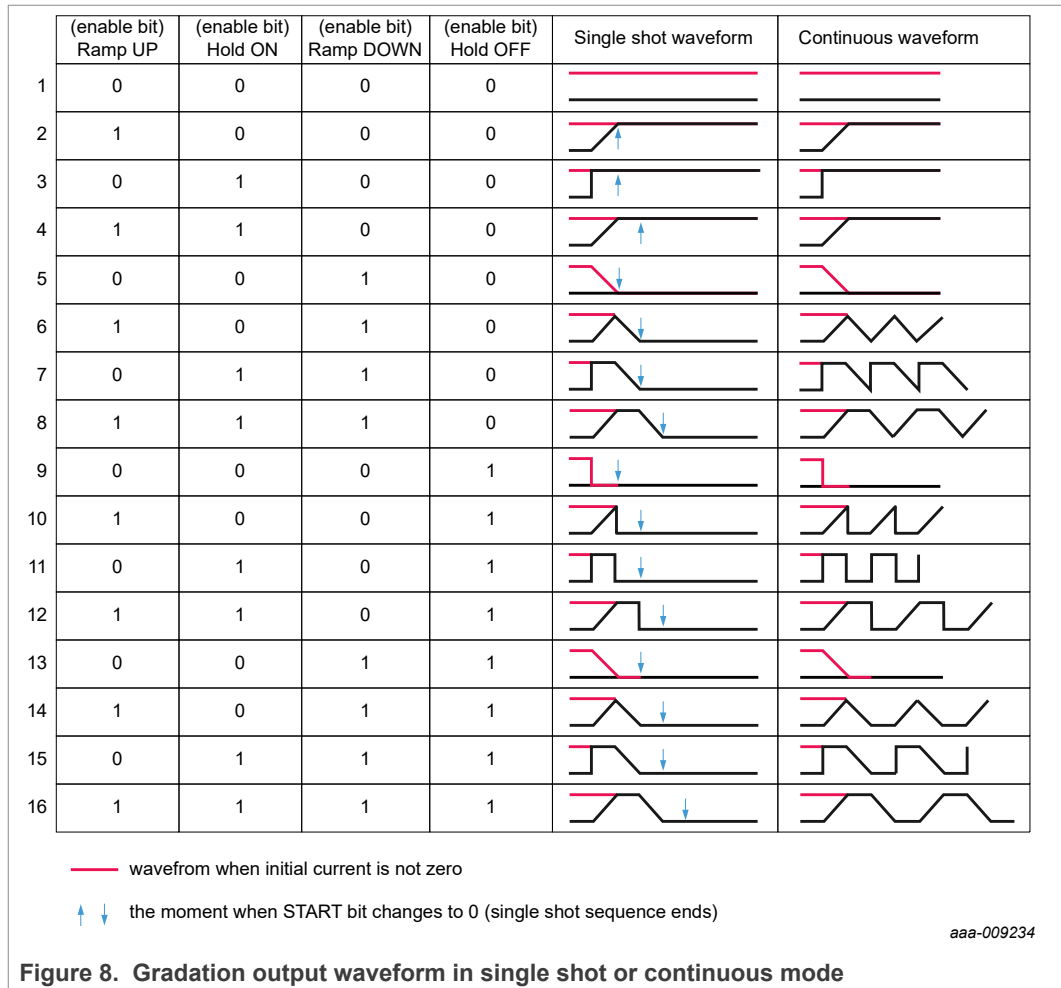 (enable bit) Ramp UP (enable bit) Hold ON (enable bit) Ramp DOWN (enable bit) Hold OFF Single shot waveform Continuous waveform
1 0 0 0 0
2 1 0 0 0
3 0 1 0 0
4 1 1 0 0
5 0 0 1 0
6 1 0 1 0
7 0 1 1 0
8 1 1 1 0
9 0 0 0 1
10 1 0 0 1
11 0 1 0 1
12 1 1 0 1
13 0 0 1 1
14 1 0 1 1
15 0 1 1 1
16 1 1 1 1
wavefrom when initial current is not zero
the moment when START bit changes to 0 (single shot sequence ends)
aaa-009234
Figure 8. Gradation output waveform in single shot or continuous mode